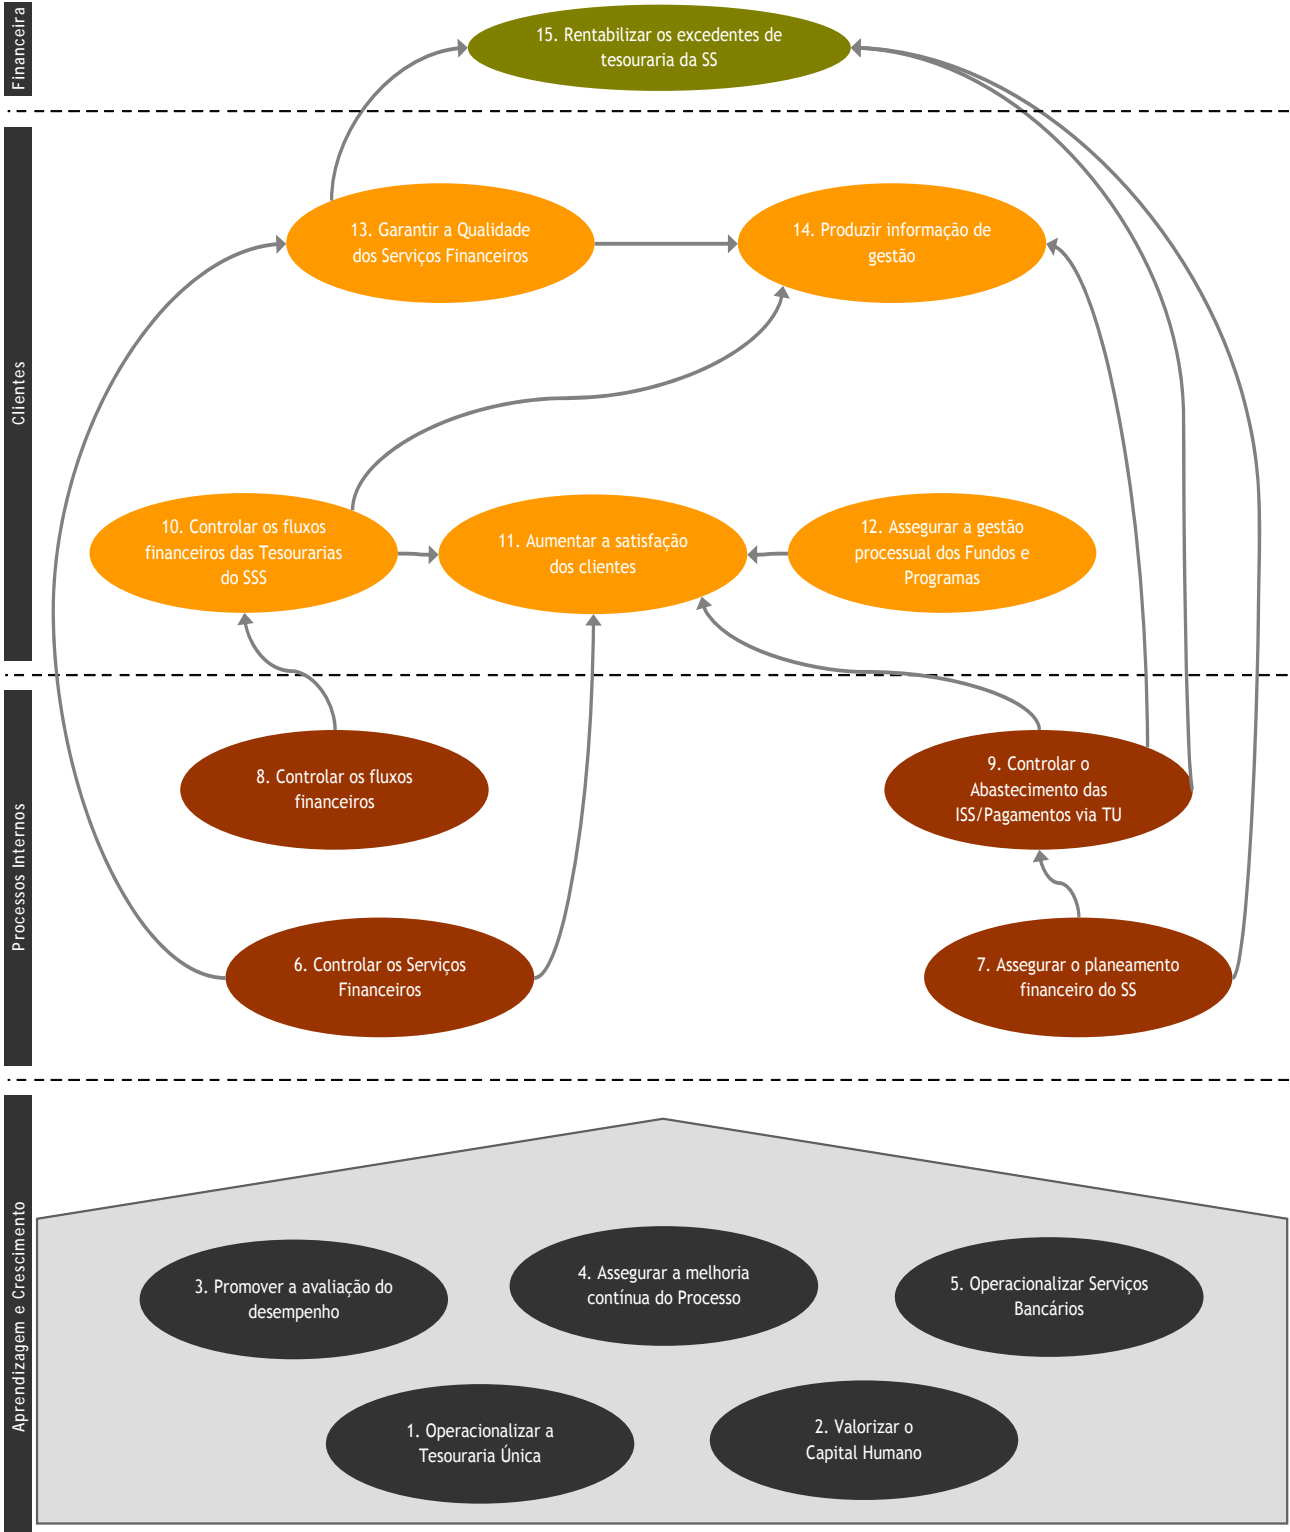 Financeira
15. Rentabilizar os excedentes de
tesouraria da SS
Clientes
13. Garantir a Qualidade
dos Serviços Financeiros
14. Produzir informação de
gestão
10. Controlar os fluxos
financeiros das Tesourarias
do SSS
11. Aumentar a satisfação
dos clientes
12. Assegurar a gestão
processual dos Fundos e
Programas
Processos Internos
8. Controlar os fluxos
financeiros
9. Controlar o
Abastecimento das
ISS/Pagamentos via TU
6. Controlar os Serviços
Financeiros
7. Assegurar o planeamento
financeiro do SS
Aprendizagem e Crescimento
3. Promover a avaliação do
desempenho
4. Assegurar a melhoria
contínua do Processo
5. Operacionalizar Serviços
Bancários
1. Operacionalizar a
Tesouraria Única
2. Valorizar o
Capital Humano